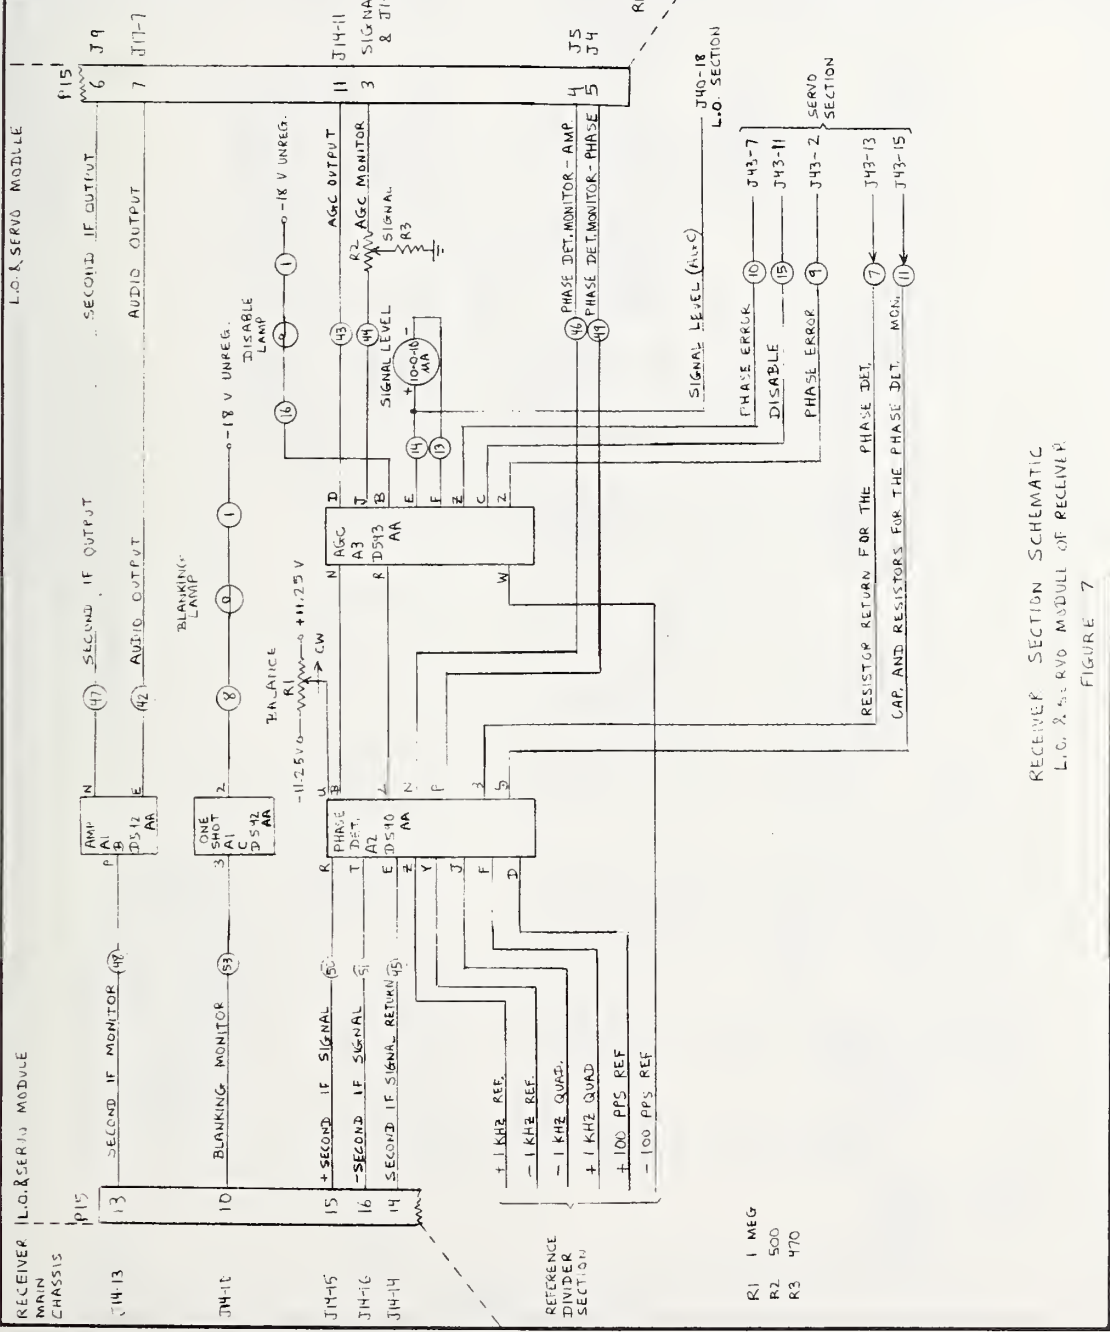 RECEIVER
MAIN
CHASSIS
L.O. & SERVO MODULE
L.O. & SERVO MODULE
P15
P15
J14-13
13
SECOND IF MONITOR
48
P
AMP
A1
B
D542
AA
N
47
SECOND IF OUTPUT
SECOND IF OUTPUT
6
J9
E
42
AUDIO OUTPUT
AUDIO OUTPUT
7
J17-7
10
BLANKING MONITOR
53
3
ONE
SHOT
A1
C
D542
AA
2
8
BLANKING
LAMP
1
-18 V UNREG.
DISABLE
LAMP
16
1
-18 V UNREG.
J14-15
15
+SECOND IF SIGNAL
R
J14-16
16
-SECOND IF SIGNAL
51
T
J14-14
14
SECOND IF SIGNAL RETURN
45
E
Z
Y
J
F
D
PHASE
DET.
A2
D540
AA
U
B
N
P
3
5
BALANCE
R1
-11.25V
+11.25 V
CW
N
R
W
AGC
A3
D543
AA
D
J
B
E
F
Z
C
2
43
AGC OUTPUT
11
J14-11
44
R2
AGC MONITOR
3
SIGNAL
R3
SIGNAL LEVEL
10-0-10
MA
+
-
14
13
46
PHASE DET. MONITOR-AMP.
4
J5
49
PHASE DET. MONITOR-PHASE
5
J4
SIGNAL LEVEL
J40-18
L.O. SECTION
PHASE ERROR
10
J43-7
DISABLE
15
J43-11
PHASE ERROR
9
J43-2
SERVO
SECTION
RESISTOR RETURN FOR THE PHASE DET.
7
J43-13
CAP. AND RESISTORS FOR THE PHASE DET. MON.
11
J43-15
+ 1 KHZ REF.
- 1 KHZ REF.
- 1 KHZ QUAD.
+ 1 KHZ QUAD
+ 100 PPS REF
- 100 PPS REF
REFERENCE
DIVIDER
SECTION
R1 1 MEG
R2 500
R3 470
RECEIVER SECTION SCHEMATIC
L.O. & SERVO MODULE OF RECEIVER
FIGURE 7